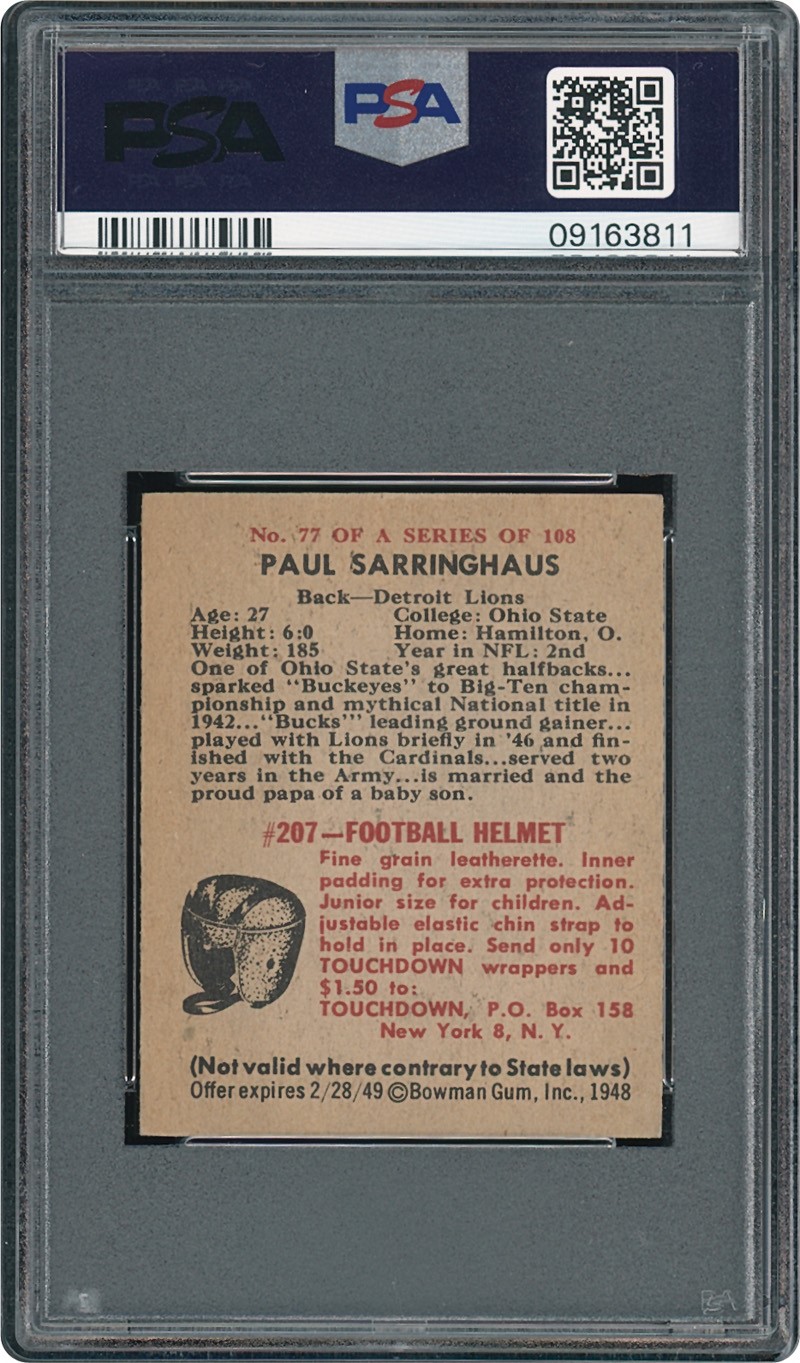 PSA
PSA
09163811
No. 77 OF A SERIES OF 108
PAUL SARRINGHAUS
Back—Detroit Lions
Age: 27 College: Ohio State
Height: 6:0 Home: Hamilton, O.
Weight: 185 Year in NFL: 2nd
One of Ohio State's great halfbacks...
sparked "Buckeyes" to Big-Ten cham-
pionship and mythical National title in
1942..."Bucks'" leading ground gainer...
played with Lions briefly in '46 and fin-
ished with the Cardinals...served two
years in the Army...is married and the
proud papa of a baby son.
#207—FOOTBALL HELMET
Fine grain leatherette. Inner
padding for extra protection.
Junior size for children. Ad-
justable elastic chin strap to
hold in place. Send only 10
TOUCHDOWN wrappers and
$1.50 to:
TOUCHDOWN, P.O. Box 158
New York 8, N. Y.
(Not valid where contrary to State laws)
Offer expires 2/28/49 ©Bowman Gum, Inc., 1948
PSA